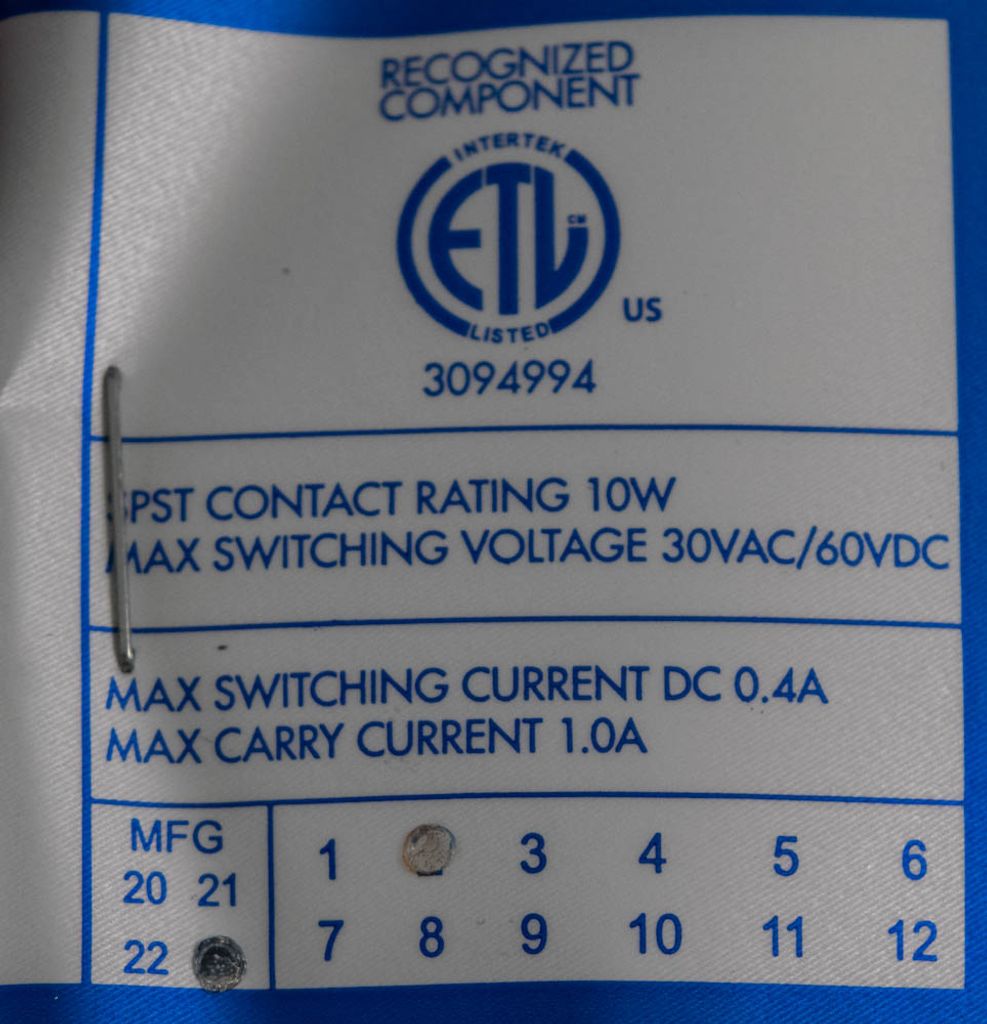 RECOGNIZED
COMPONENT
INTERTEK
ETL CM
LISTED
US
3094994
SPST CONTACT RATING 10W
MAX SWITCHING VOLTAGE 30VAC/60VDC
MAX SWITCHING CURRENT DC 0.4A
MAX CARRY CURRENT 1.0A
MFG
20 21
22
1 3 4 5 6
7 8 9 10 11 12